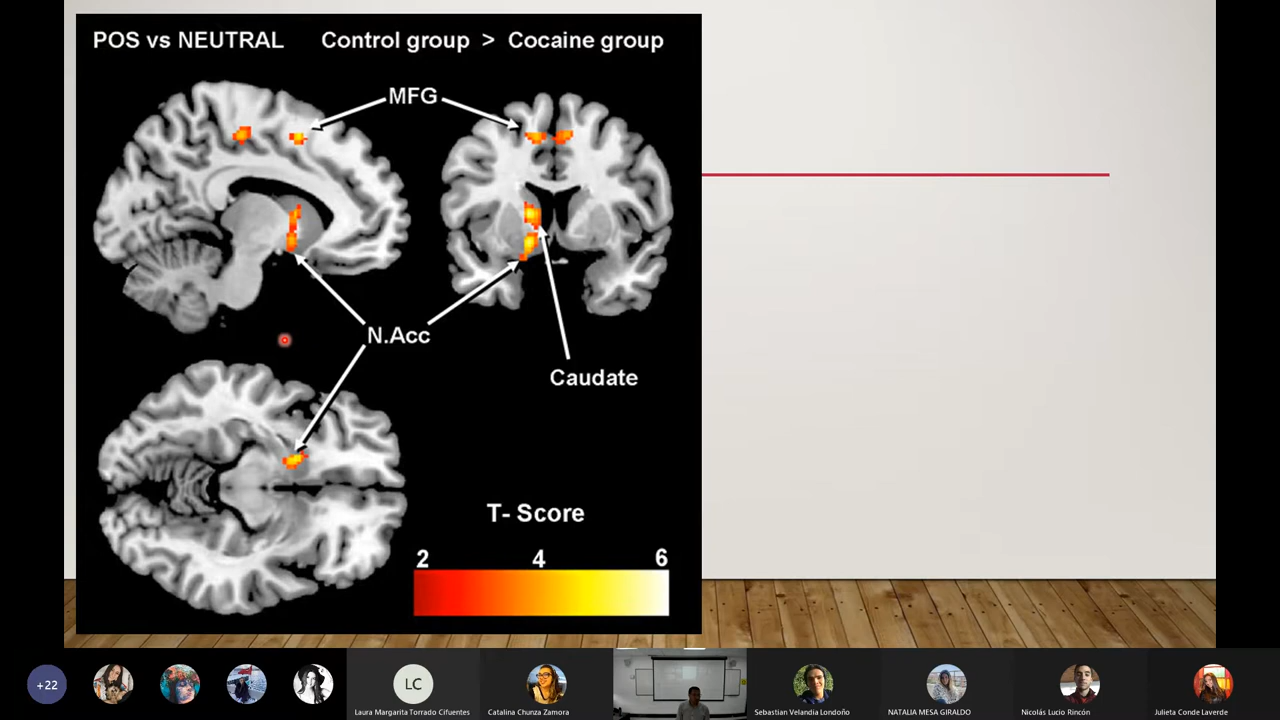 POS vs NEUTRAL Control group > Cocaine group
MFG
N.Acc
Caudate
T- Score
2 4 6
+22
LC
Laura Margarita Torrado Cifuentes
Catalina Chunza Zamora
Sebastian Velandia Londoño
NATALIA MESA GIRALDO
Nicolás Lucio Rincón
Julieta Conde Laverde